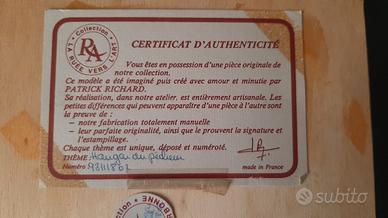 Collection
LA RUÉE VERS L'ART
RA
CERTIFICAT D'AUTHENTICITÉ
Vous êtes en possession d'une pièce originale de
notre collection.
Ce modèle a été imaginé puis créé avec amour et minutie par
PATRICK RICHARD.
Sa réalisation, dans notre atelier, est entièrement artisanale. Les
petites différences qui peuvent apparaître d'une pièce à l'autre sont
la preuve de :
– notre fabrication totalement manuelle
– leur parfaite originalité, ainsi que le prouvent la signature et
l'estampillage.
Chaque thème est unique, déposé et numéroté.
THÈME : Hangar du pêcheur
Numéro : 93111802
made in France
subito